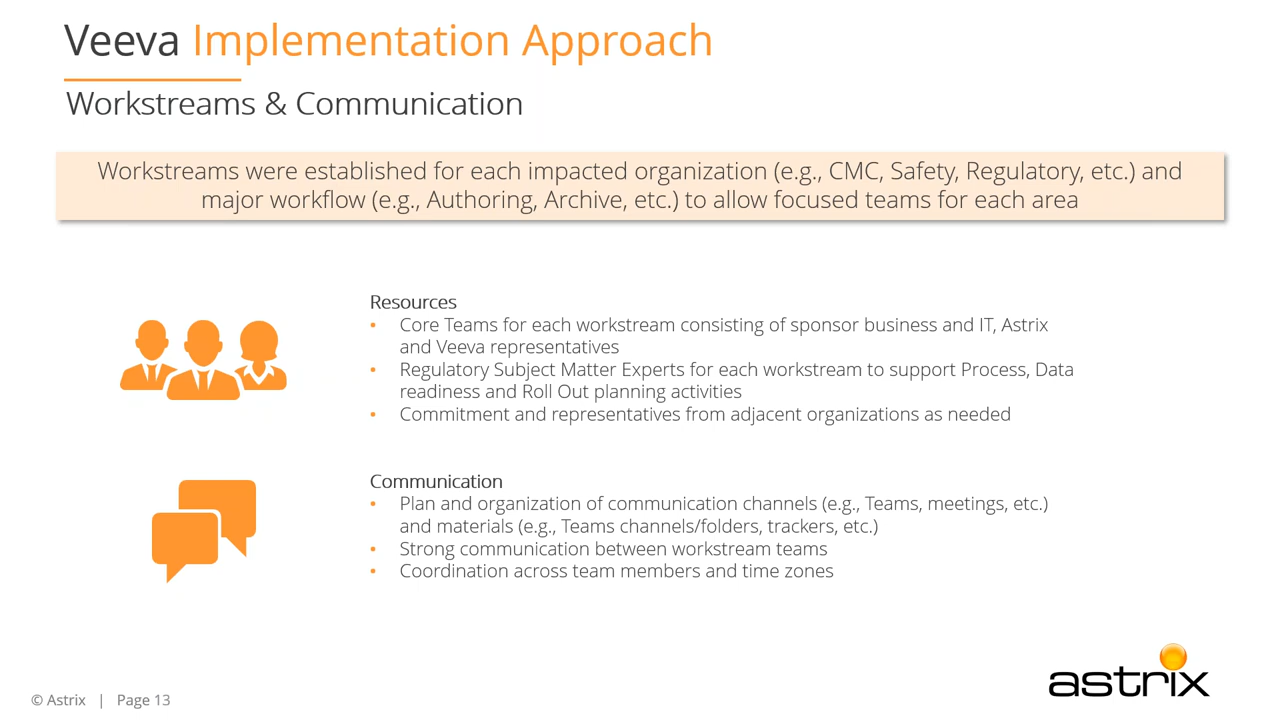 Veeva Implementation Approach
Workstreams & Communication
Workstreams were established for each impacted organization (e.g., CMC, Safety, Regulatory, etc.) and
major workflow (e.g., Authoring, Archive, etc.) to allow focused teams for each area
Resources
• Core Teams for each workstream consisting of sponsor business and IT, Astrix
and Veeva representatives
• Regulatory Subject Matter Experts for each workstream to support Process, Data
readiness and Roll Out planning activities
• Commitment and representatives from adjacent organizations as needed
Communication
• Plan and organization of communication channels (e.g., Teams, meetings, etc.)
and materials (e.g., Teams channels/folders, trackers, etc.)
• Strong communication between workstream teams
• Coordination across team members and time zones
astrix
© Astrix | Page 13